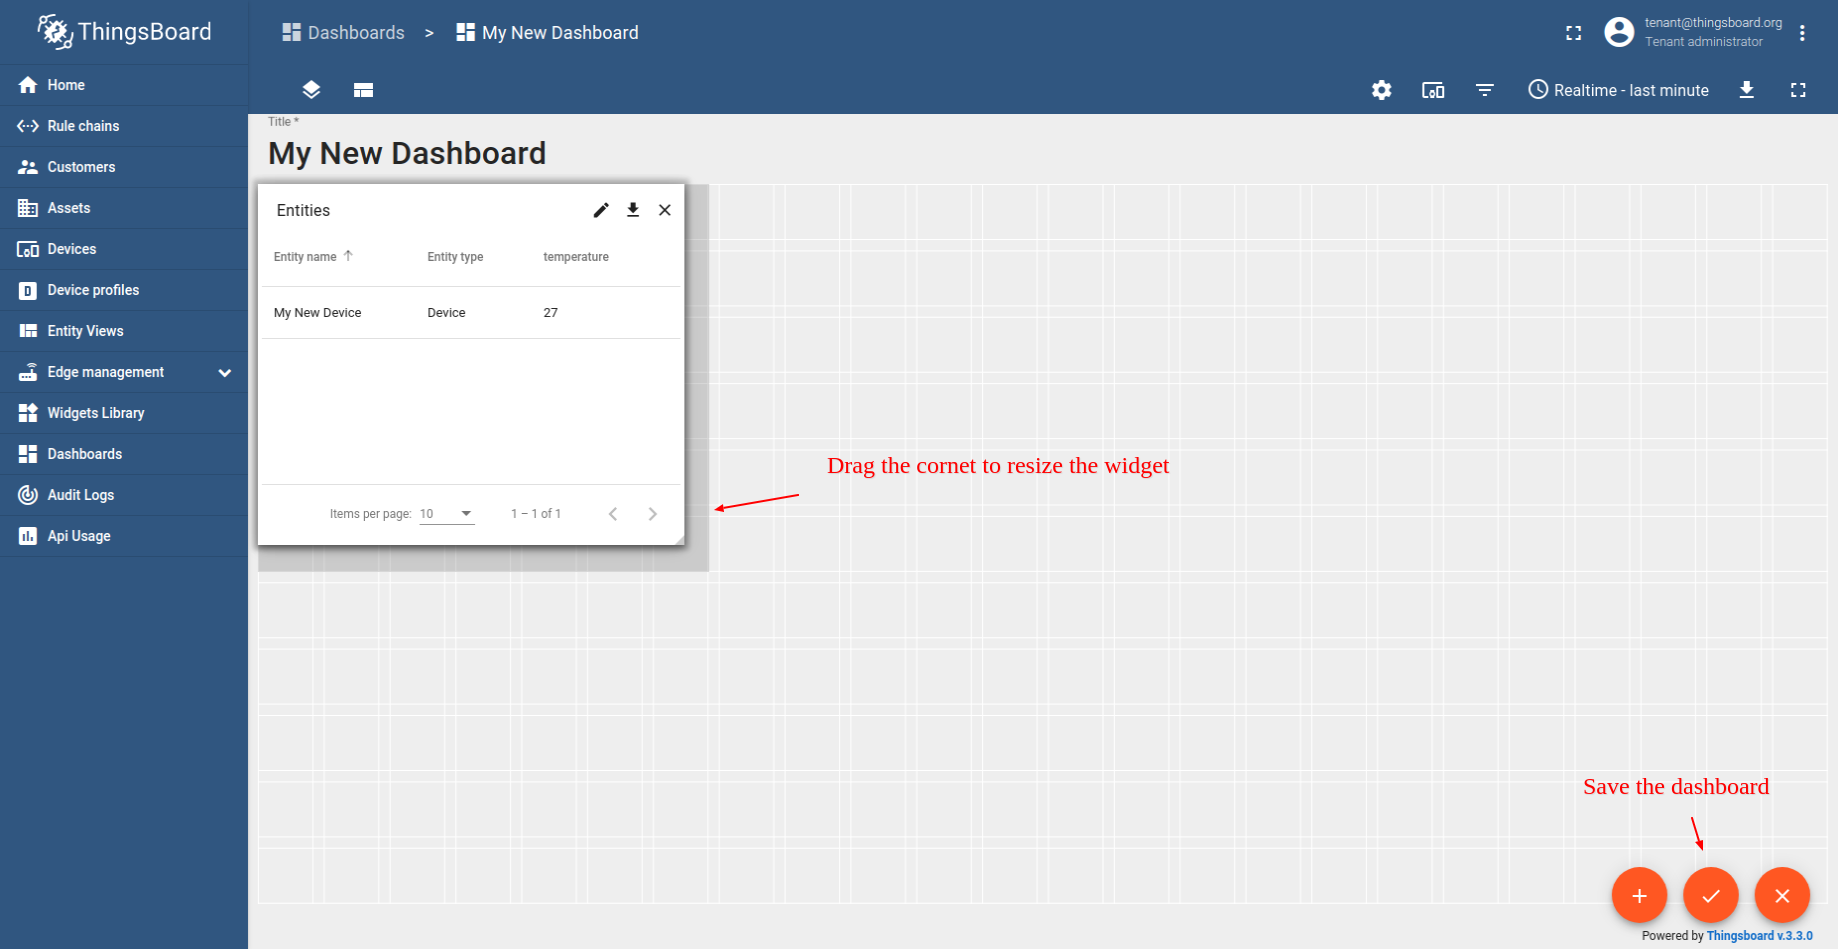 ThingsBoard
Dashboards > My New Dashboard
tenant@thingsboard.org
Tenant administrator
Home
Rule chains
Customers
Assets
Devices
Device profiles
Entity Views
Edge management
Widgets Library
Dashboards
Audit Logs
Api Usage
Realtime - last minute
Title *
My New Dashboard
Entities
Entity name Entity type temperature
My New Device Device 27
Items per page: 10 1 – 1 of 1
Drag the cornet to resize the widget
Save the dashboard
Powered by Thingsboard v.3.3.0